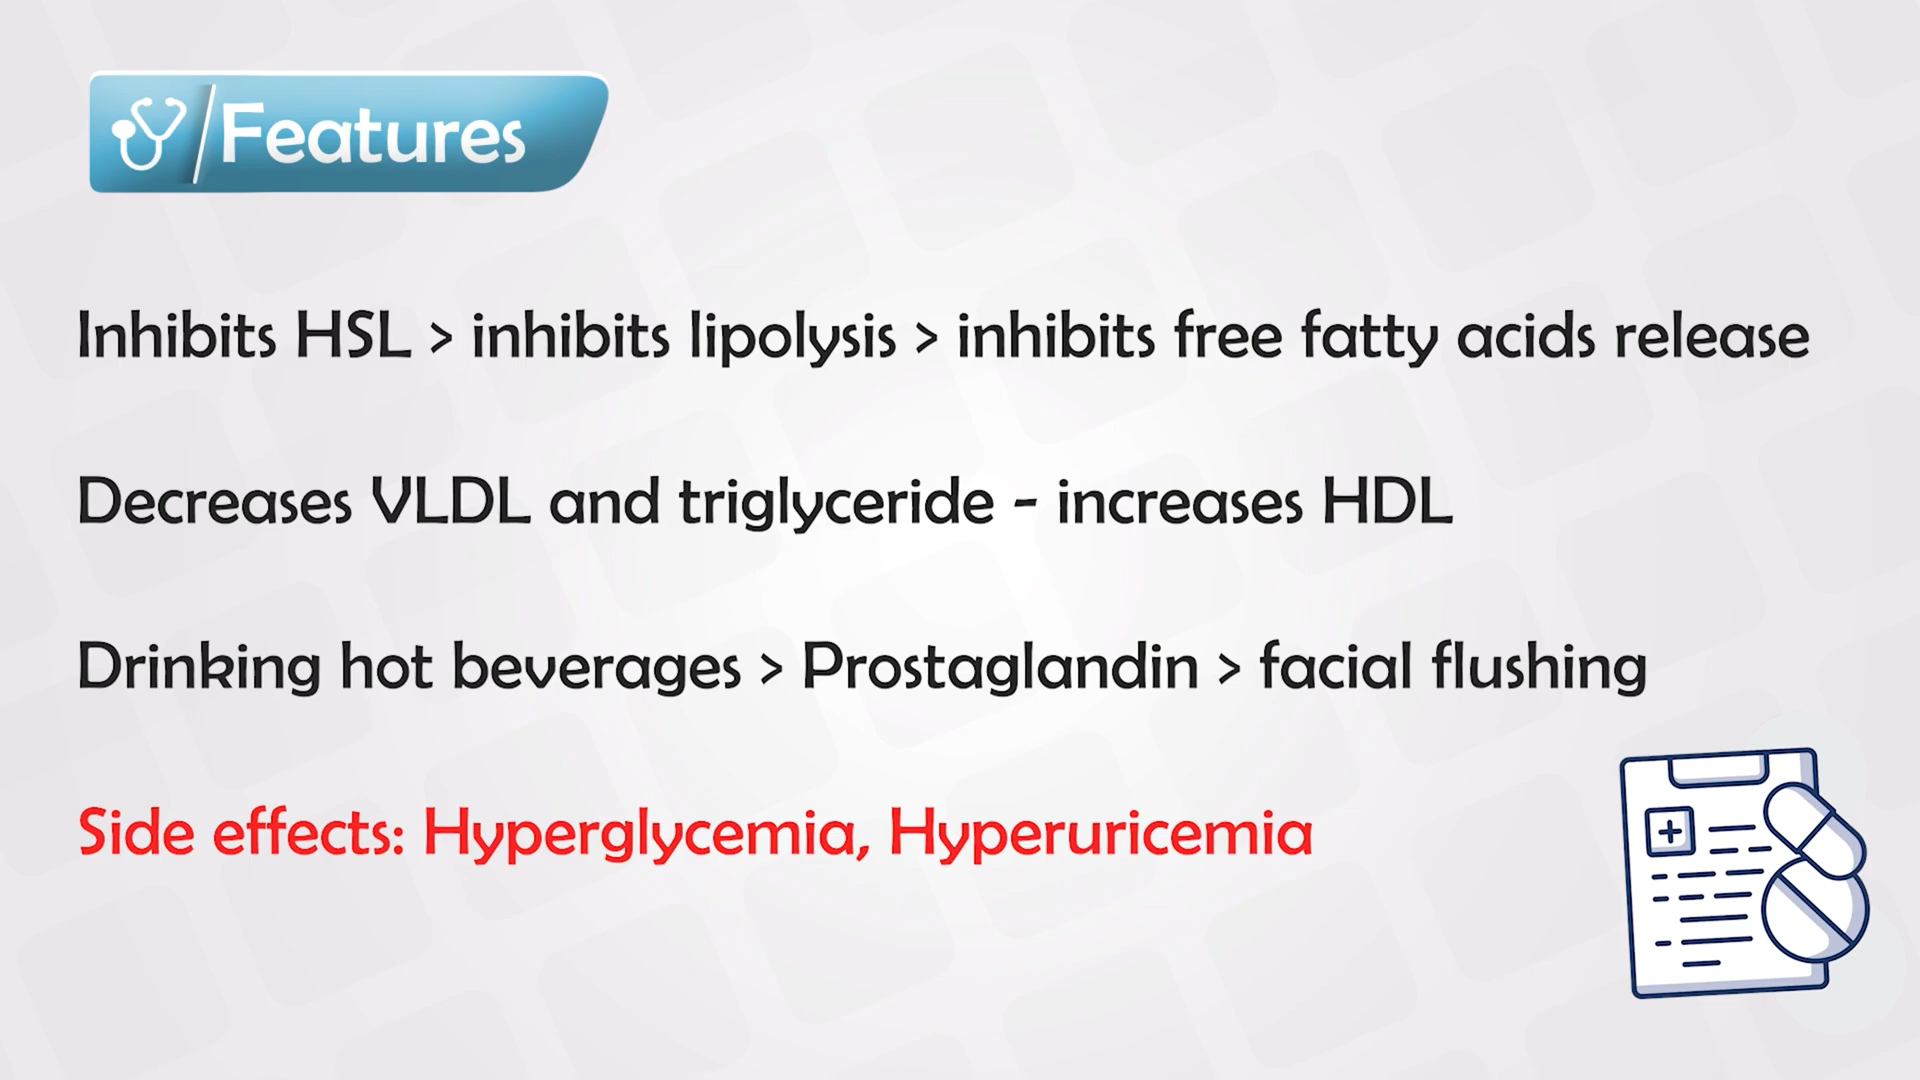 Features
Inhibits HSL > inhibits lipolysis > inhibits free fatty acids release
Decreases VLDL and triglyceride - increases HDL
Drinking hot beverages > Prostaglandin > facial flushing
Side effects: Hyperglycemia, Hyperuricemia